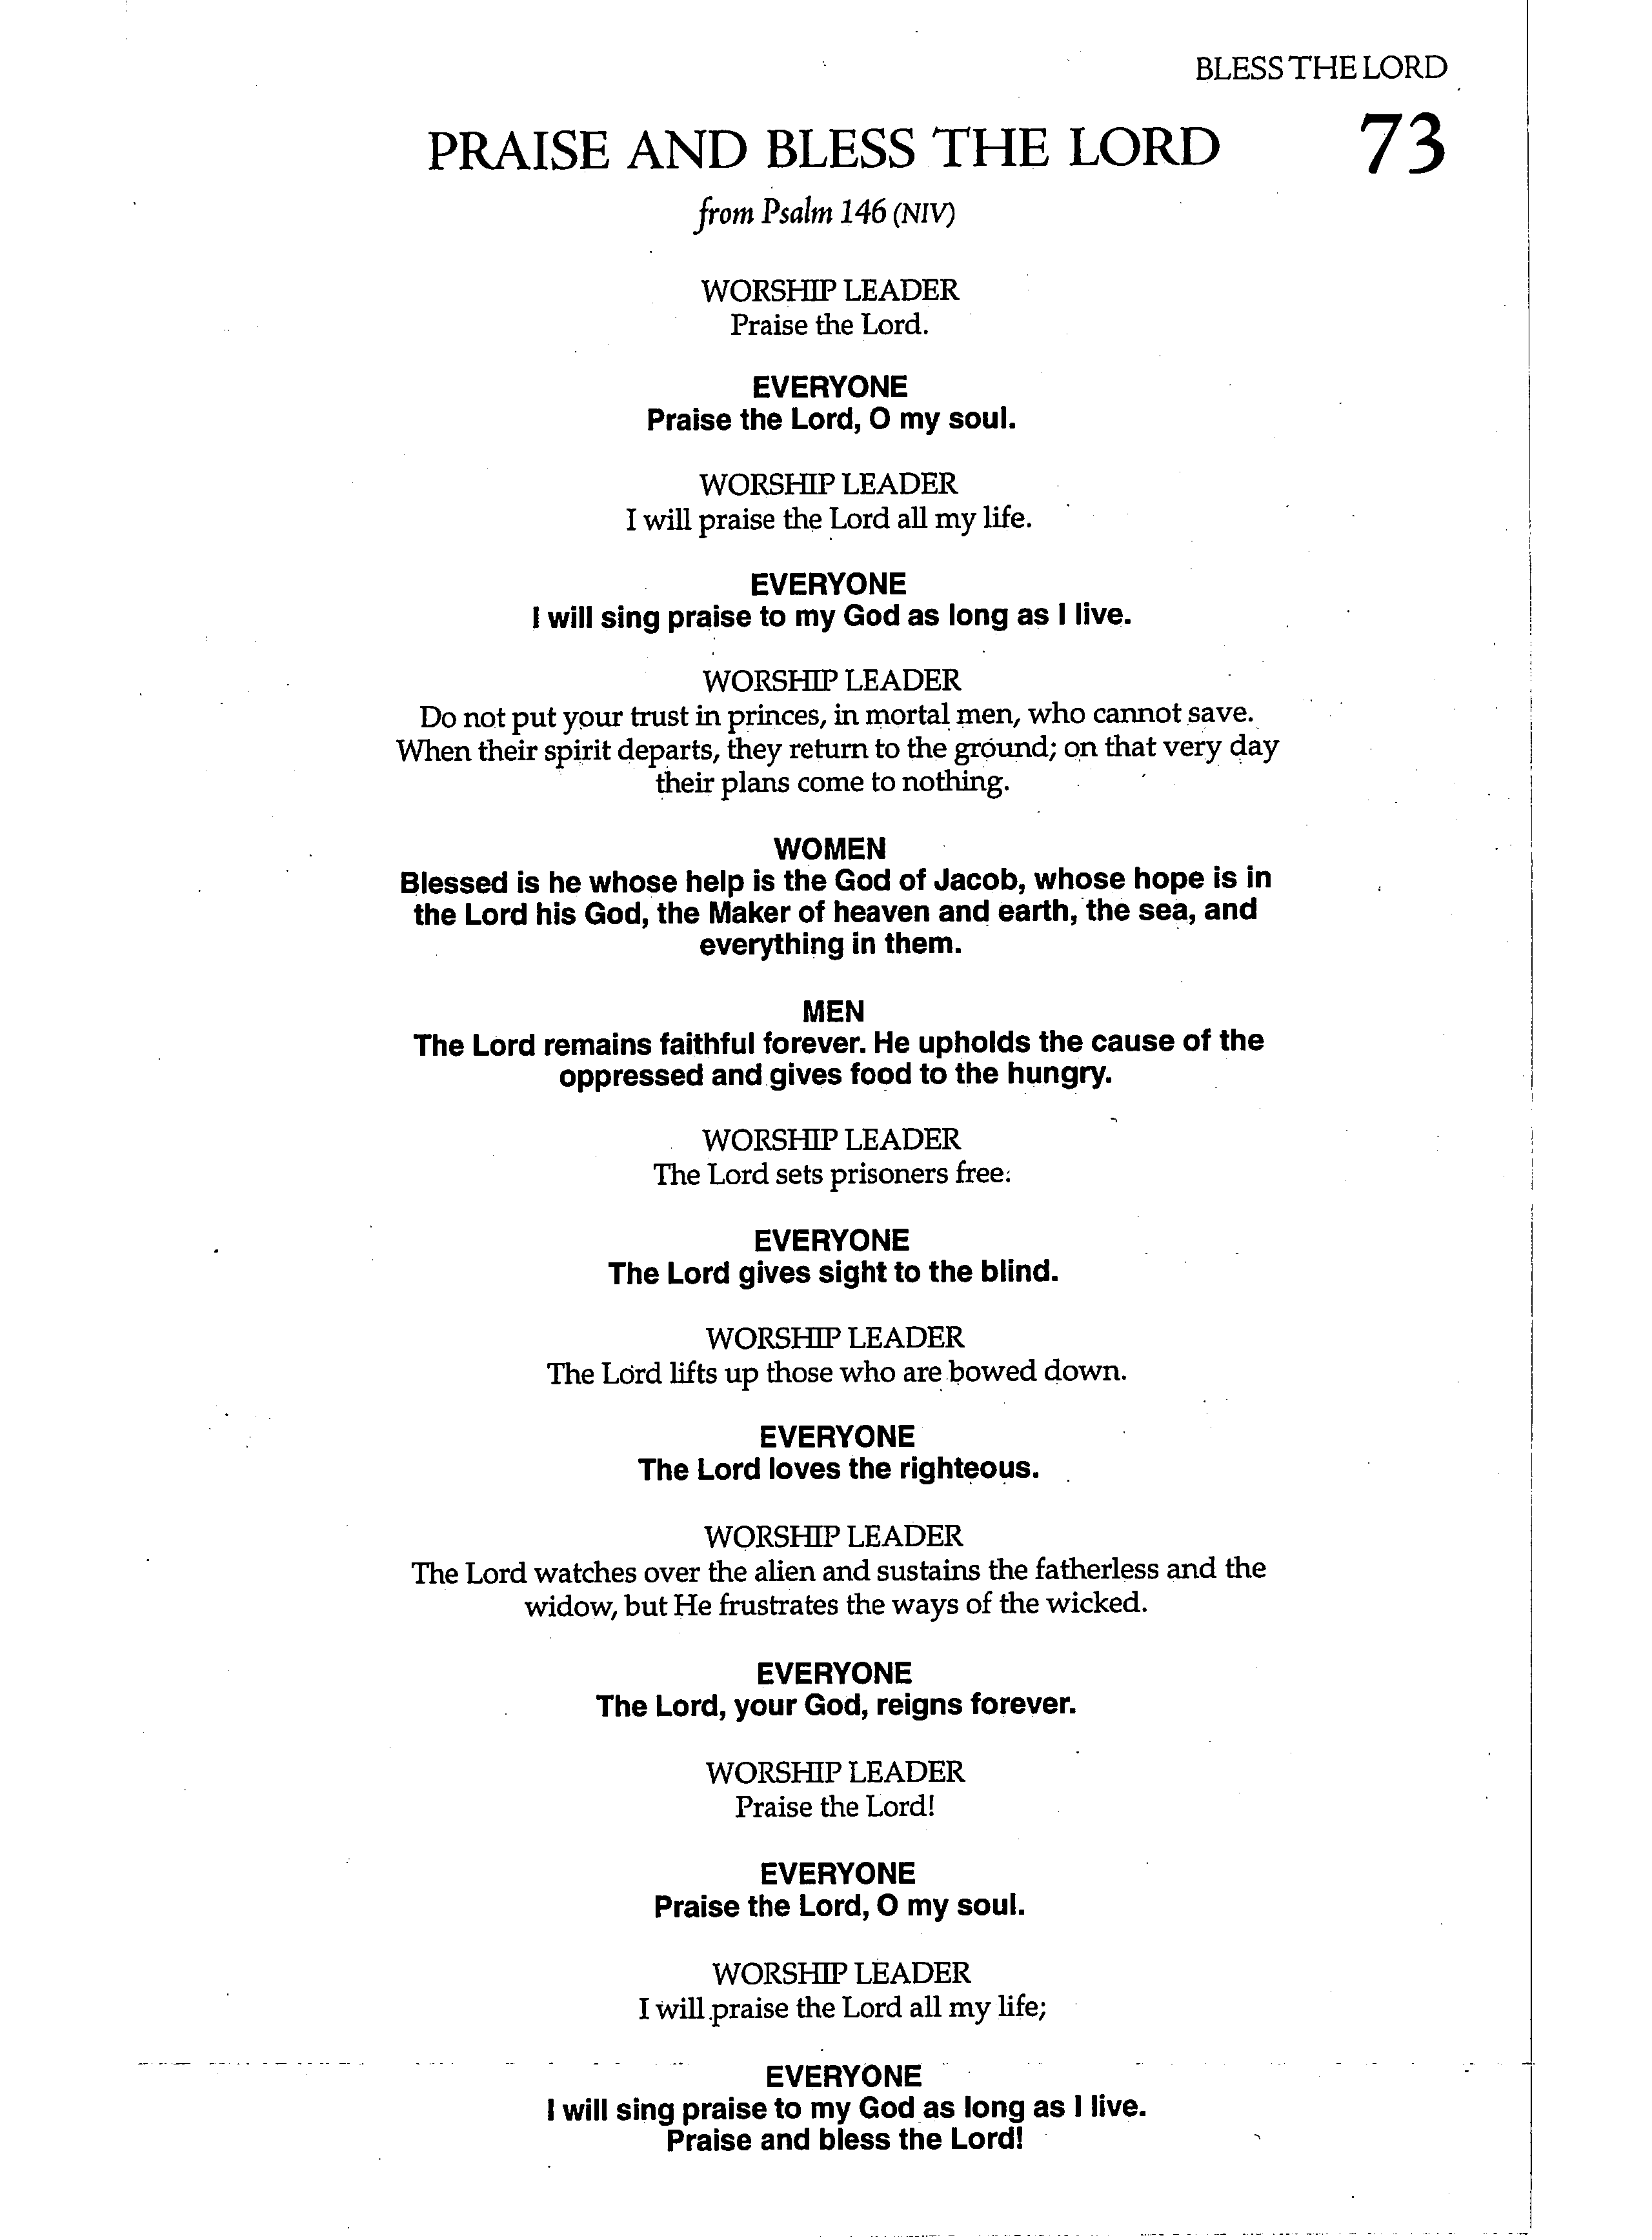 BLESS THE LORD
PRAISE AND BLESS THE LORD 73
from Psalm 146 (NIV)
WORSHIP LEADER
Praise the Lord.
EVERYONE
Praise the Lord, O my soul.
WORSHIP LEADER
I will praise the Lord all my life.
EVERYONE
I will sing praise to my God as long as I live.
WORSHIP LEADER
Do not put your trust in princes, in mortal men, who cannot save.
When their spirit departs, they return to the ground; on that very day
their plans come to nothing.
WOMEN
Blessed is he whose help is the God of Jacob, whose hope is in
the Lord his God, the Maker of heaven and earth, the sea, and
everything in them.
MEN
The Lord remains faithful forever. He upholds the cause of the
oppressed and gives food to the hungry.
WORSHIP LEADER
The Lord sets prisoners free.
EVERYONE
The Lord gives sight to the blind.
WORSHIP LEADER
The Lord lifts up those who are bowed down.
EVERYONE
The Lord loves the righteous.
WORSHIP LEADER
The Lord watches over the alien and sustains the fatherless and the
widow, but He frustrates the ways of the wicked.
EVERYONE
The Lord, your God, reigns forever.
WORSHIP LEADER
Praise the Lord!
EVERYONE
Praise the Lord, O my soul.
WORSHIP LEADER
I will praise the Lord all my life;
EVERYONE
I will sing praise to my God as long as I live.
Praise and bless the Lord!